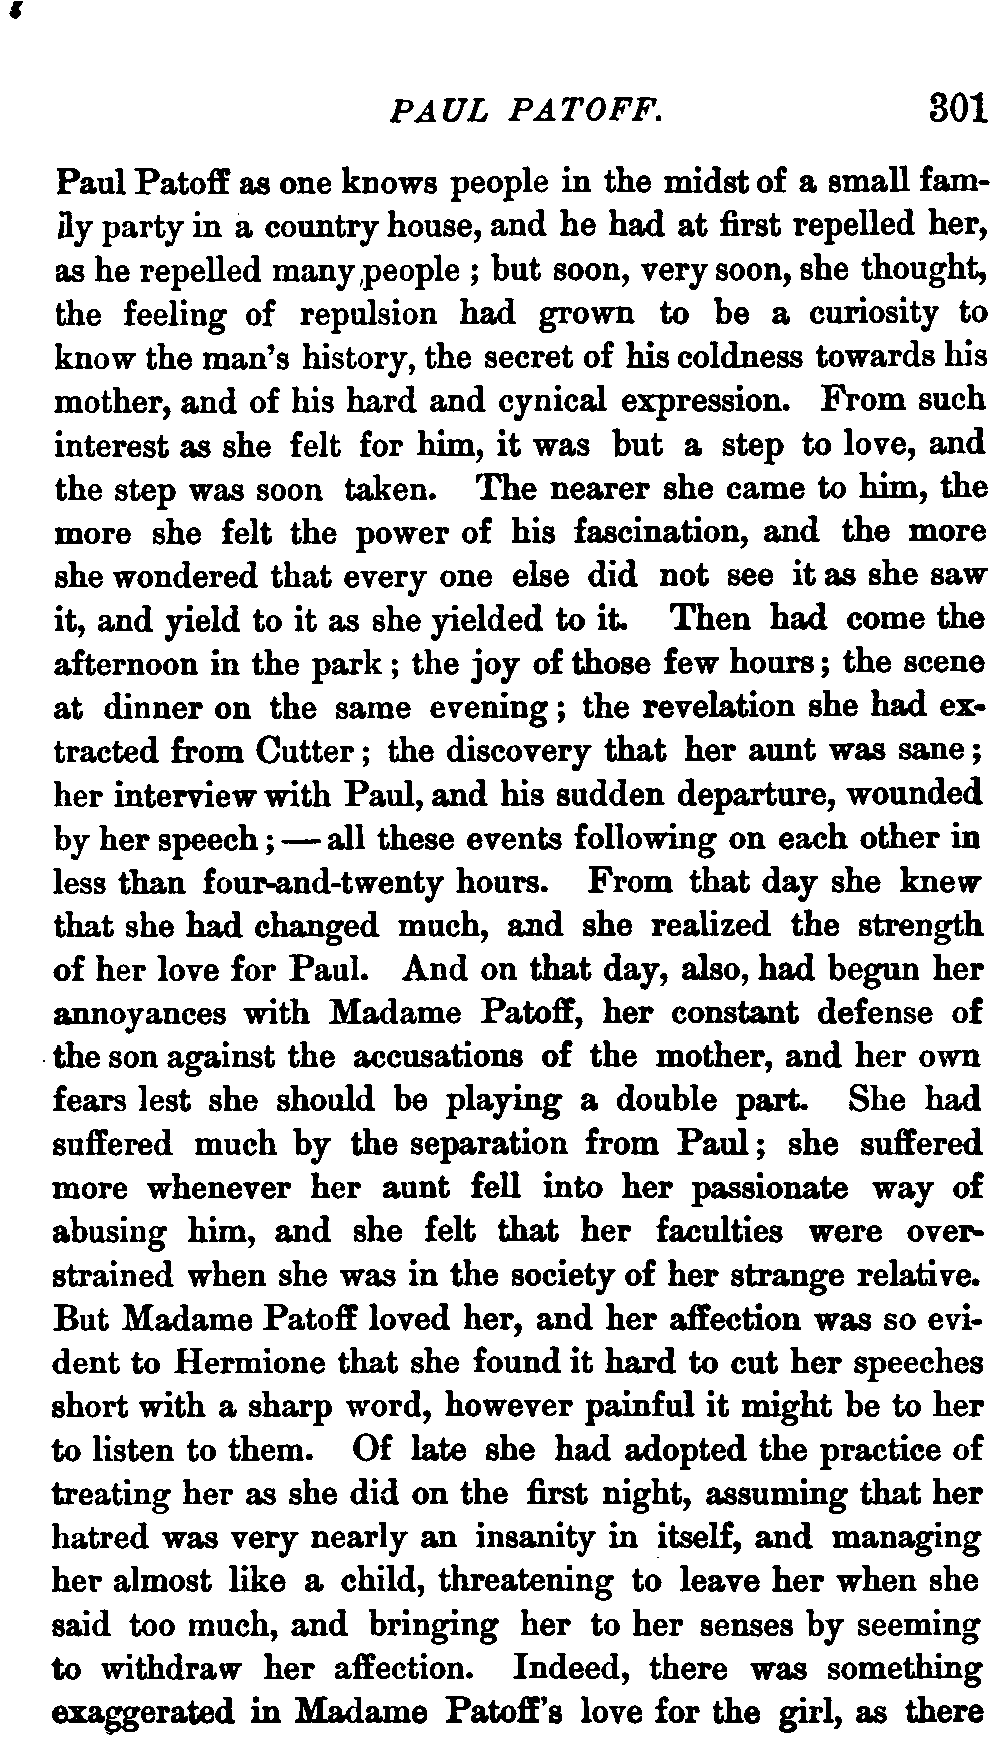 PAUL PATOFF. 301
Paul Patoff as one knows people in the midst of a small fam-
ily party in a country house, and he had at first repelled her,
as he repelled many people ; but soon, very soon, she thought,
the feeling of repulsion had grown to be a curiosity to
know the man's history, the secret of his coldness towards his
mother, and of his hard and cynical expression. From such
interest as she felt for him, it was but a step to love, and
the step was soon taken. The nearer she came to him, the
more she felt the power of his fascination, and the more
she wondered that every one else did not see it as she saw
it, and yield to it as she yielded to it. Then had come the
afternoon in the park ; the joy of those few hours ; the scene
at dinner on the same evening ; the revelation she had ex-
tracted from Cutter ; the discovery that her aunt was sane ;
her interview with Paul, and his sudden departure, wounded
by her speech ; — all these events following on each other in
less than four-and-twenty hours. From that day she knew
that she had changed much, and she realized the strength
of her love for Paul. And on that day, also, had begun her
annoyances with Madame Patoff, her constant defense of
the son against the accusations of the mother, and her own
fears lest she should be playing a double part. She had
suffered much by the separation from Paul ; she suffered
more whenever her aunt fell into her passionate way of
abusing him, and she felt that her faculties were over-
strained when she was in the society of her strange relative.
But Madame Patoff loved her, and her affection was so evi-
dent to Hermione that she found it hard to cut her speeches
short with a sharp word, however painful it might be to her
to listen to them. Of late she had adopted the practice of
treating her as she did on the first night, assuming that her
hatred was very nearly an insanity in itself, and managing
her almost like a child, threatening to leave her when she
said too much, and bringing her to her senses by seeming
to withdraw her affection. Indeed, there was something
exaggerated in Madame Patoff's love for the girl, as there